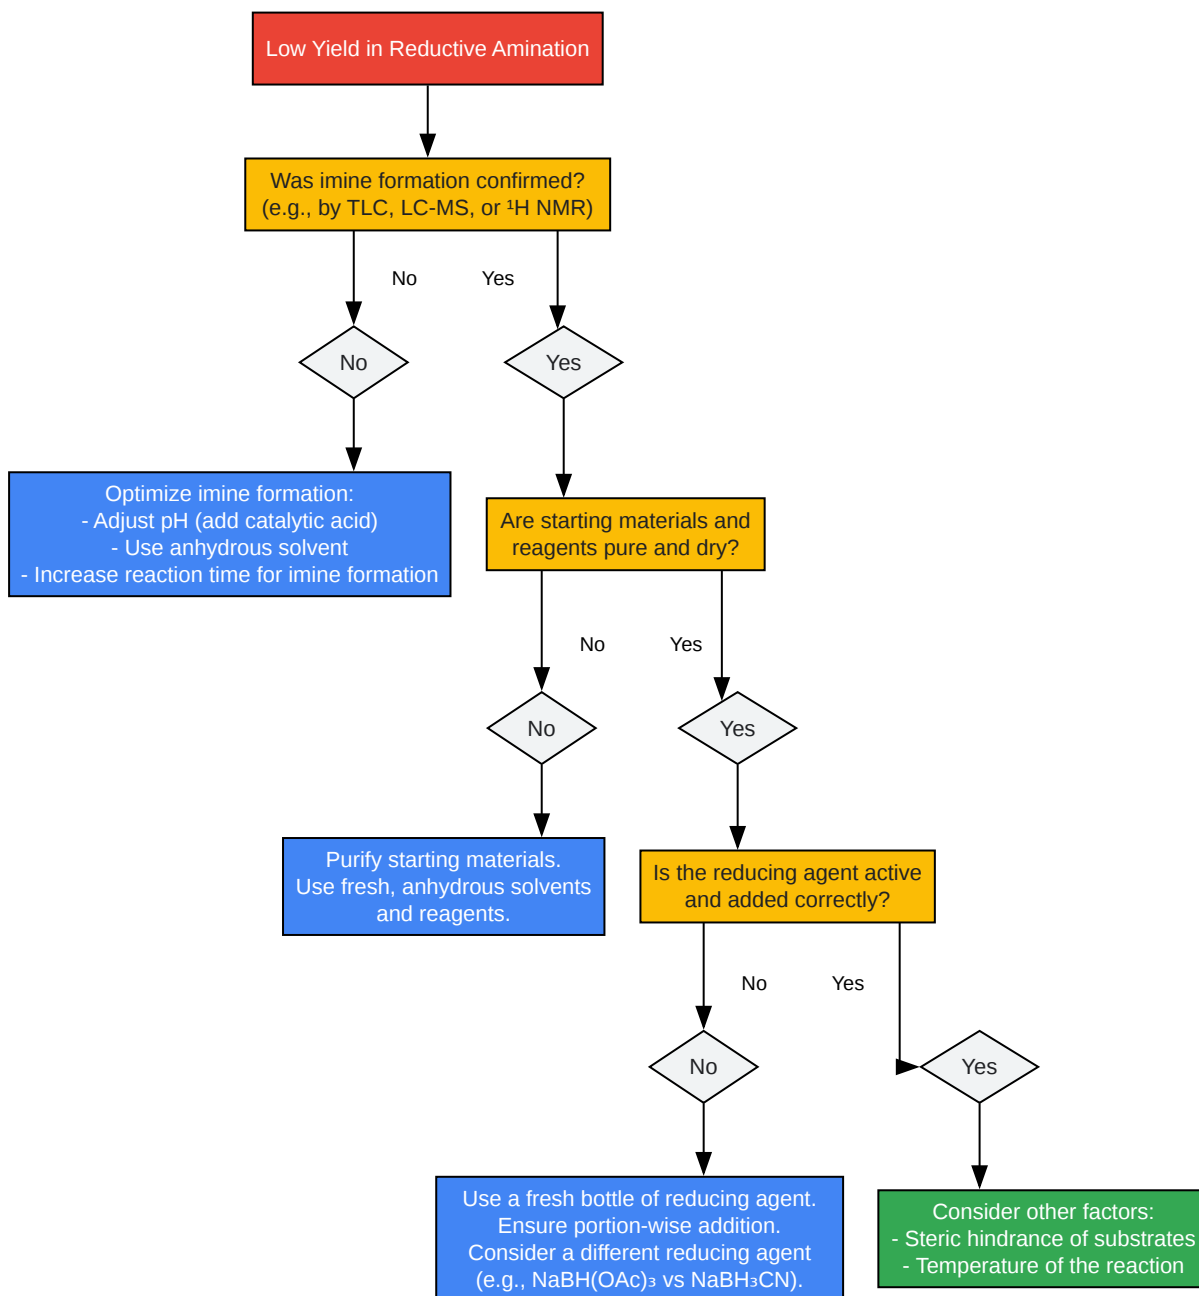 Low Yield in Reductive Amination
Was imine formation confirmed?
(e.g., by TLC, LC-MS, or ¹H NMR)
No
Yes
No
Yes
Optimize imine formation:
- Adjust pH (add catalytic acid)
- Use anhydrous solvent
- Increase reaction time for imine formation
Are starting materials and
reagents pure and dry?
No
Yes
No
Yes
Purify starting materials.
Use fresh, anhydrous solvents
and reagents.
Is the reducing agent active
and added correctly?
No
Yes
No
Yes
Use a fresh bottle of reducing agent.
Ensure portion-wise addition.
Consider a different reducing agent
(e.g., NaBH(OAc)₃ vs NaBH₃CN).
Consider other factors:
- Steric hindrance of substrates
- Temperature of the reaction